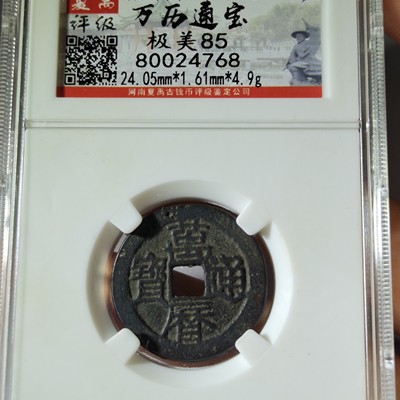 夏禹
评级
万历通宝
极美85
80024768
24.05mm*1.61mm*4.9g
河南夏禹古钱币评级鉴定公司
萬曆通寶